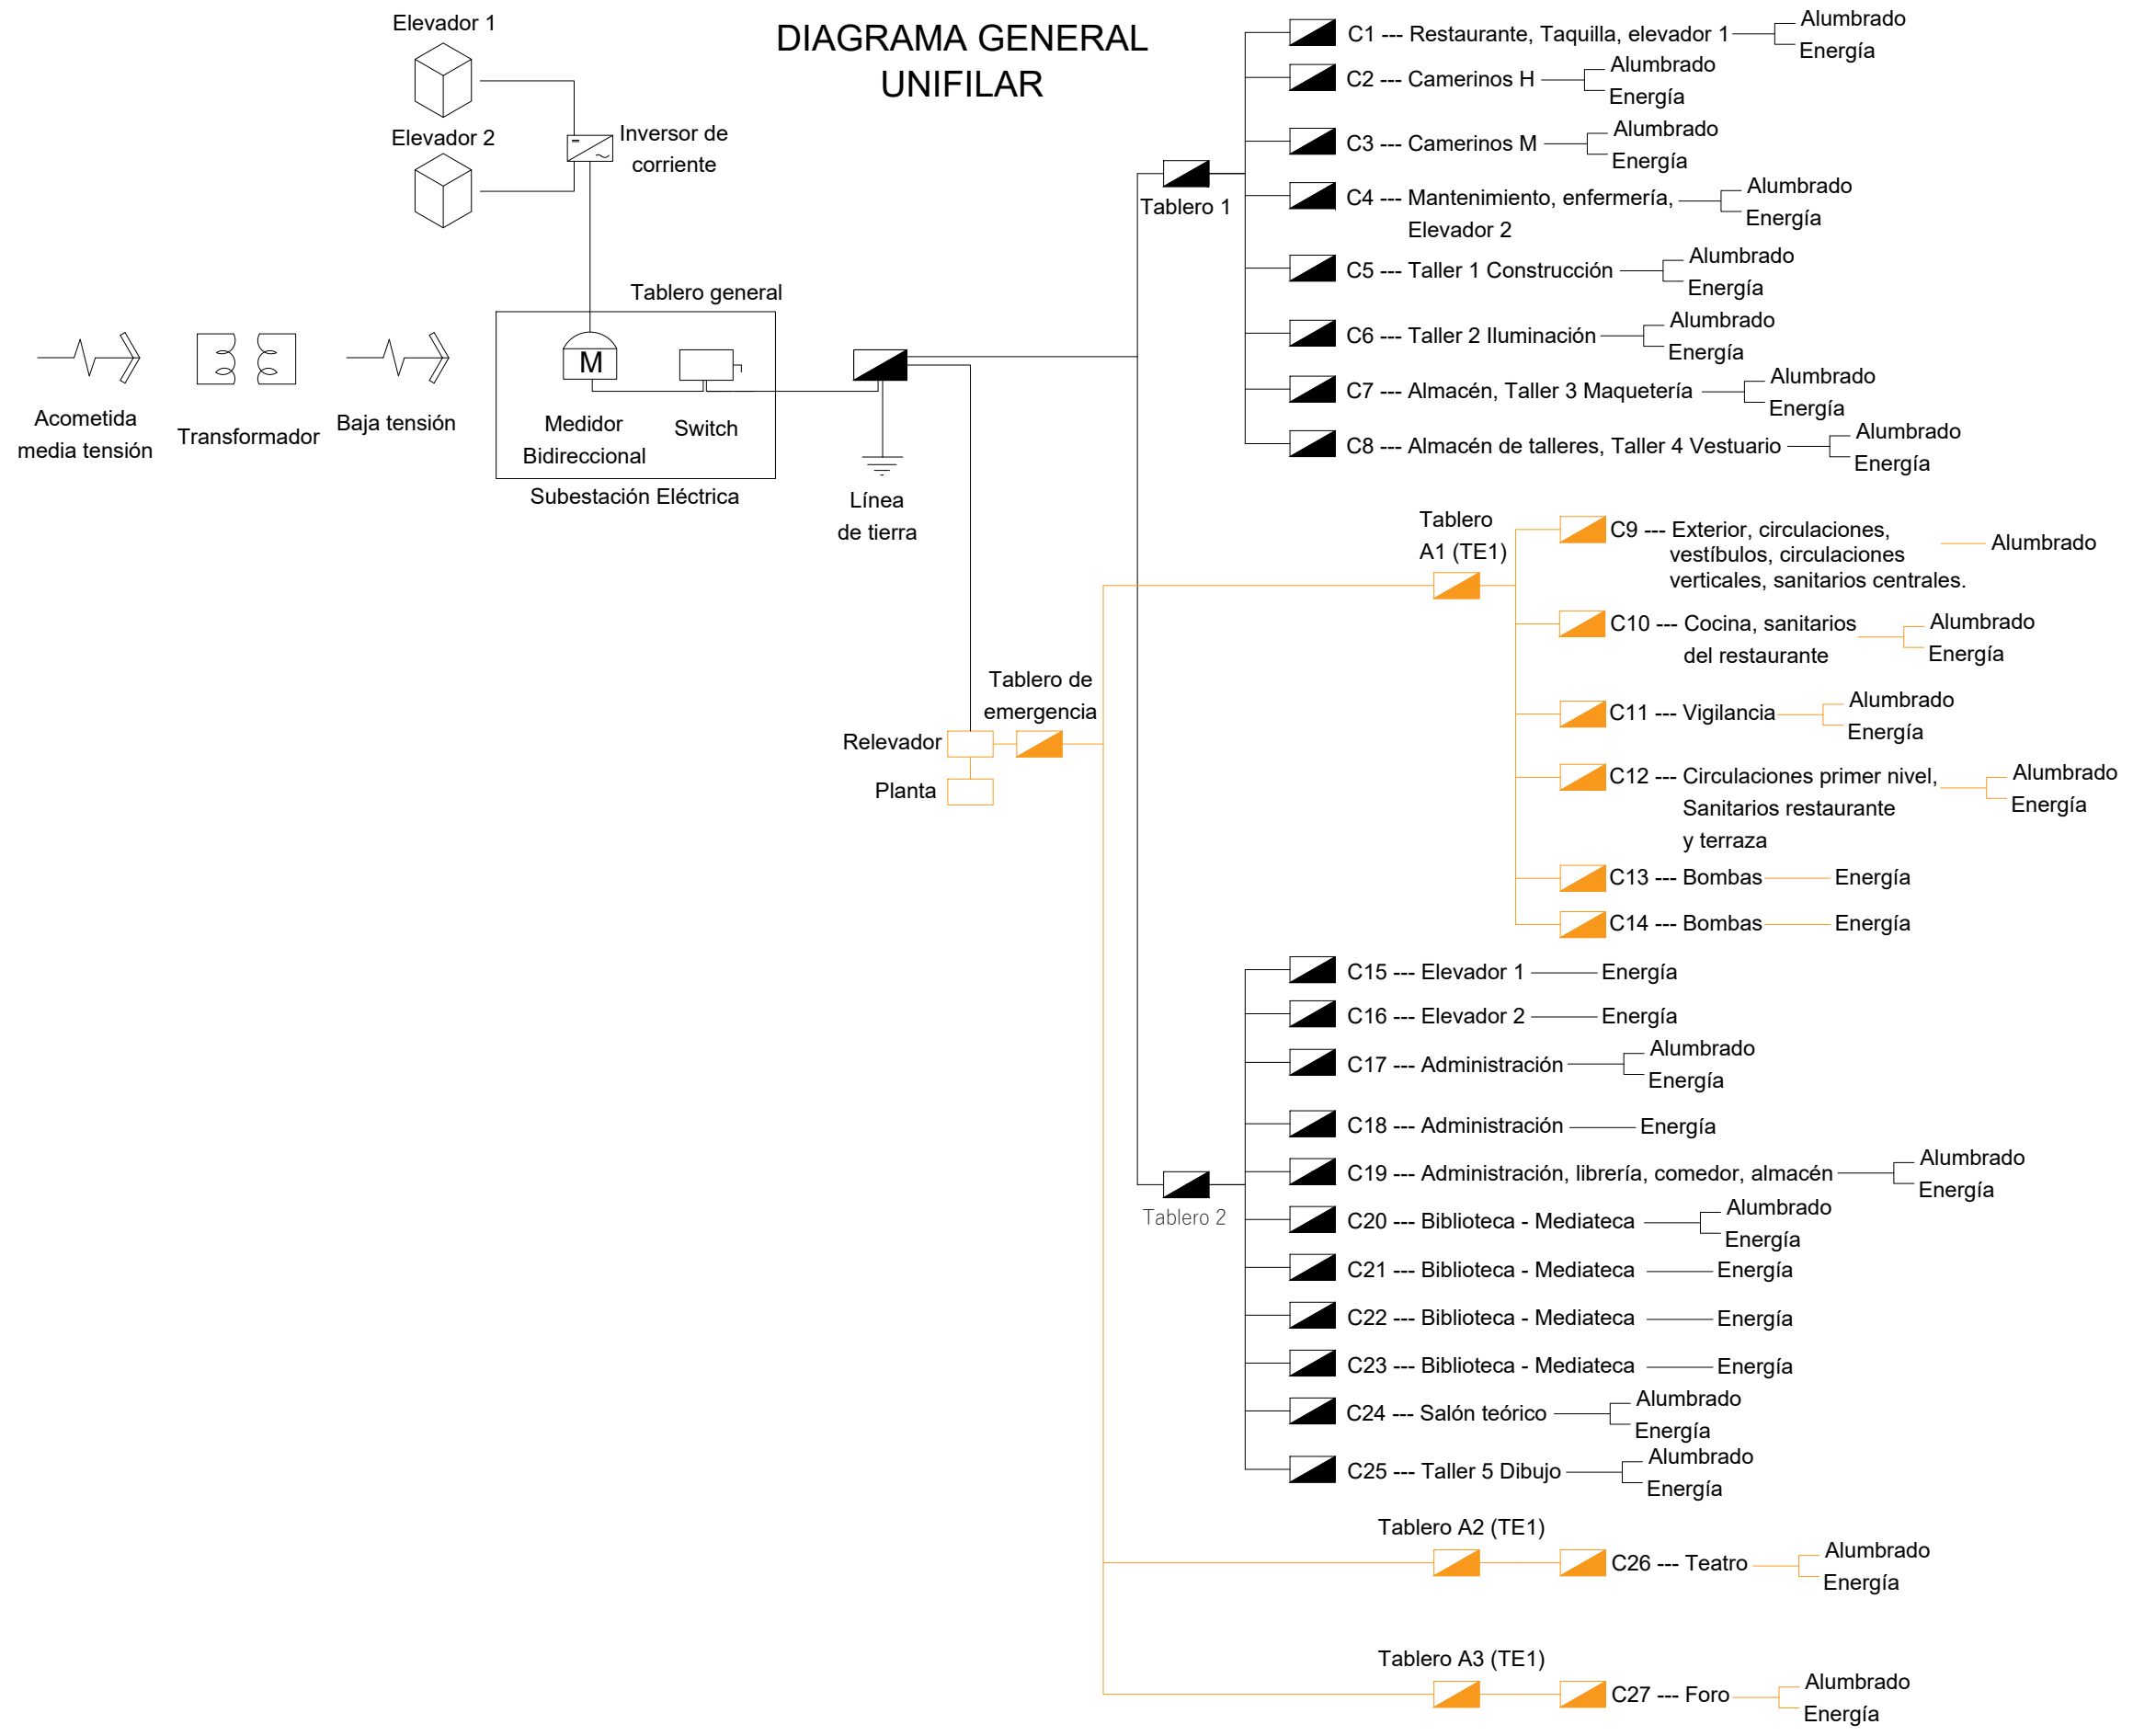 DIAGRAMA GENERAL
UNIFILAR
Elevador 1
Elevador 2
Inversor de
corriente
Tablero general
M
Medidor
Bidireccional
Switch
Subestación Eléctrica
Acometida
media tensión
Transformador
Baja tensión
Línea
de tierra
Relevador
Planta
Tablero de
emergencia
Tablero 1
C1 --- Restaurante, Taquilla, elevador 1
Alumbrado
Energía
C2 --- Camerinos H
Alumbrado
Energía
C3 --- Camerinos M
Alumbrado
Energía
C4 --- Mantenimiento, enfermería,
Elevador 2
Alumbrado
Energía
C5 --- Taller 1 Construcción
Alumbrado
Energía
C6 --- Taller 2 Iluminación
Alumbrado
Energía
C7 --- Almacén, Taller 3 Maquetería
Alumbrado
Energía
C8 --- Almacén de talleres, Taller 4 Vestuario
Alumbrado
Energía
Tablero
A1 (TE1)
C9 --- Exterior, circulaciones,
vestíbulos, circulaciones
verticales, sanitarios centrales.
Alumbrado
C10 --- Cocina, sanitarios
del restaurante
Alumbrado
Energía
C11 --- Vigilancia
Alumbrado
Energía
C12 --- Circulaciones primer nivel,
Sanitarios restaurante
y terraza
Alumbrado
Energía
C13 --- Bombas
Energía
C14 --- Bombas
Energía
Tablero 2
C15 --- Elevador 1
Energía
C16 --- Elevador 2
Energía
C17 --- Administración
Alumbrado
Energía
C18 --- Administración
Energía
C19 --- Administración, librería, comedor, almacén
Alumbrado
Energía
C20 --- Biblioteca - Mediateca
Alumbrado
Energía
C21 --- Biblioteca - Mediateca
Energía
C22 --- Biblioteca - Mediateca
Energía
C23 --- Biblioteca - Mediateca
Energía
C24 --- Salón teórico
Alumbrado
Energía
C25 --- Taller 5 Dibujo
Alumbrado
Energía
Tablero A2 (TE1)
C26 --- Teatro
Alumbrado
Energía
Tablero A3 (TE1)
C27 --- Foro
Alumbrado
Energía